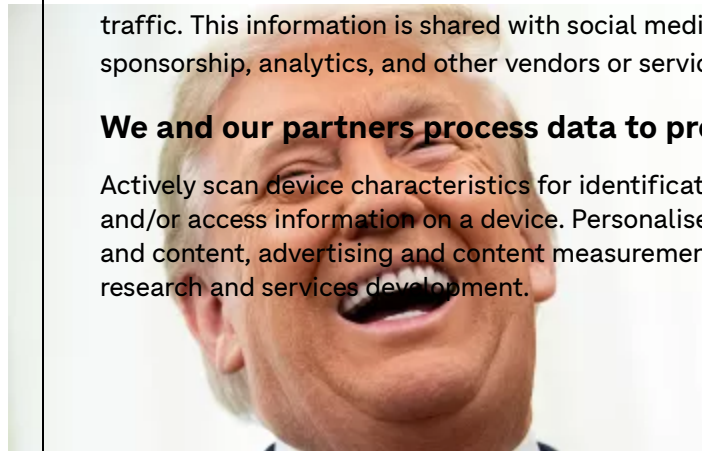 traffic. This information is shared with social medi
sponsorship, analytics, and other vendors or servic
We and our partners process data to pr
Actively scan device characteristics for identificat
and/or access information on a device. Personalise
and content, advertising and content measuremer
research and services development.